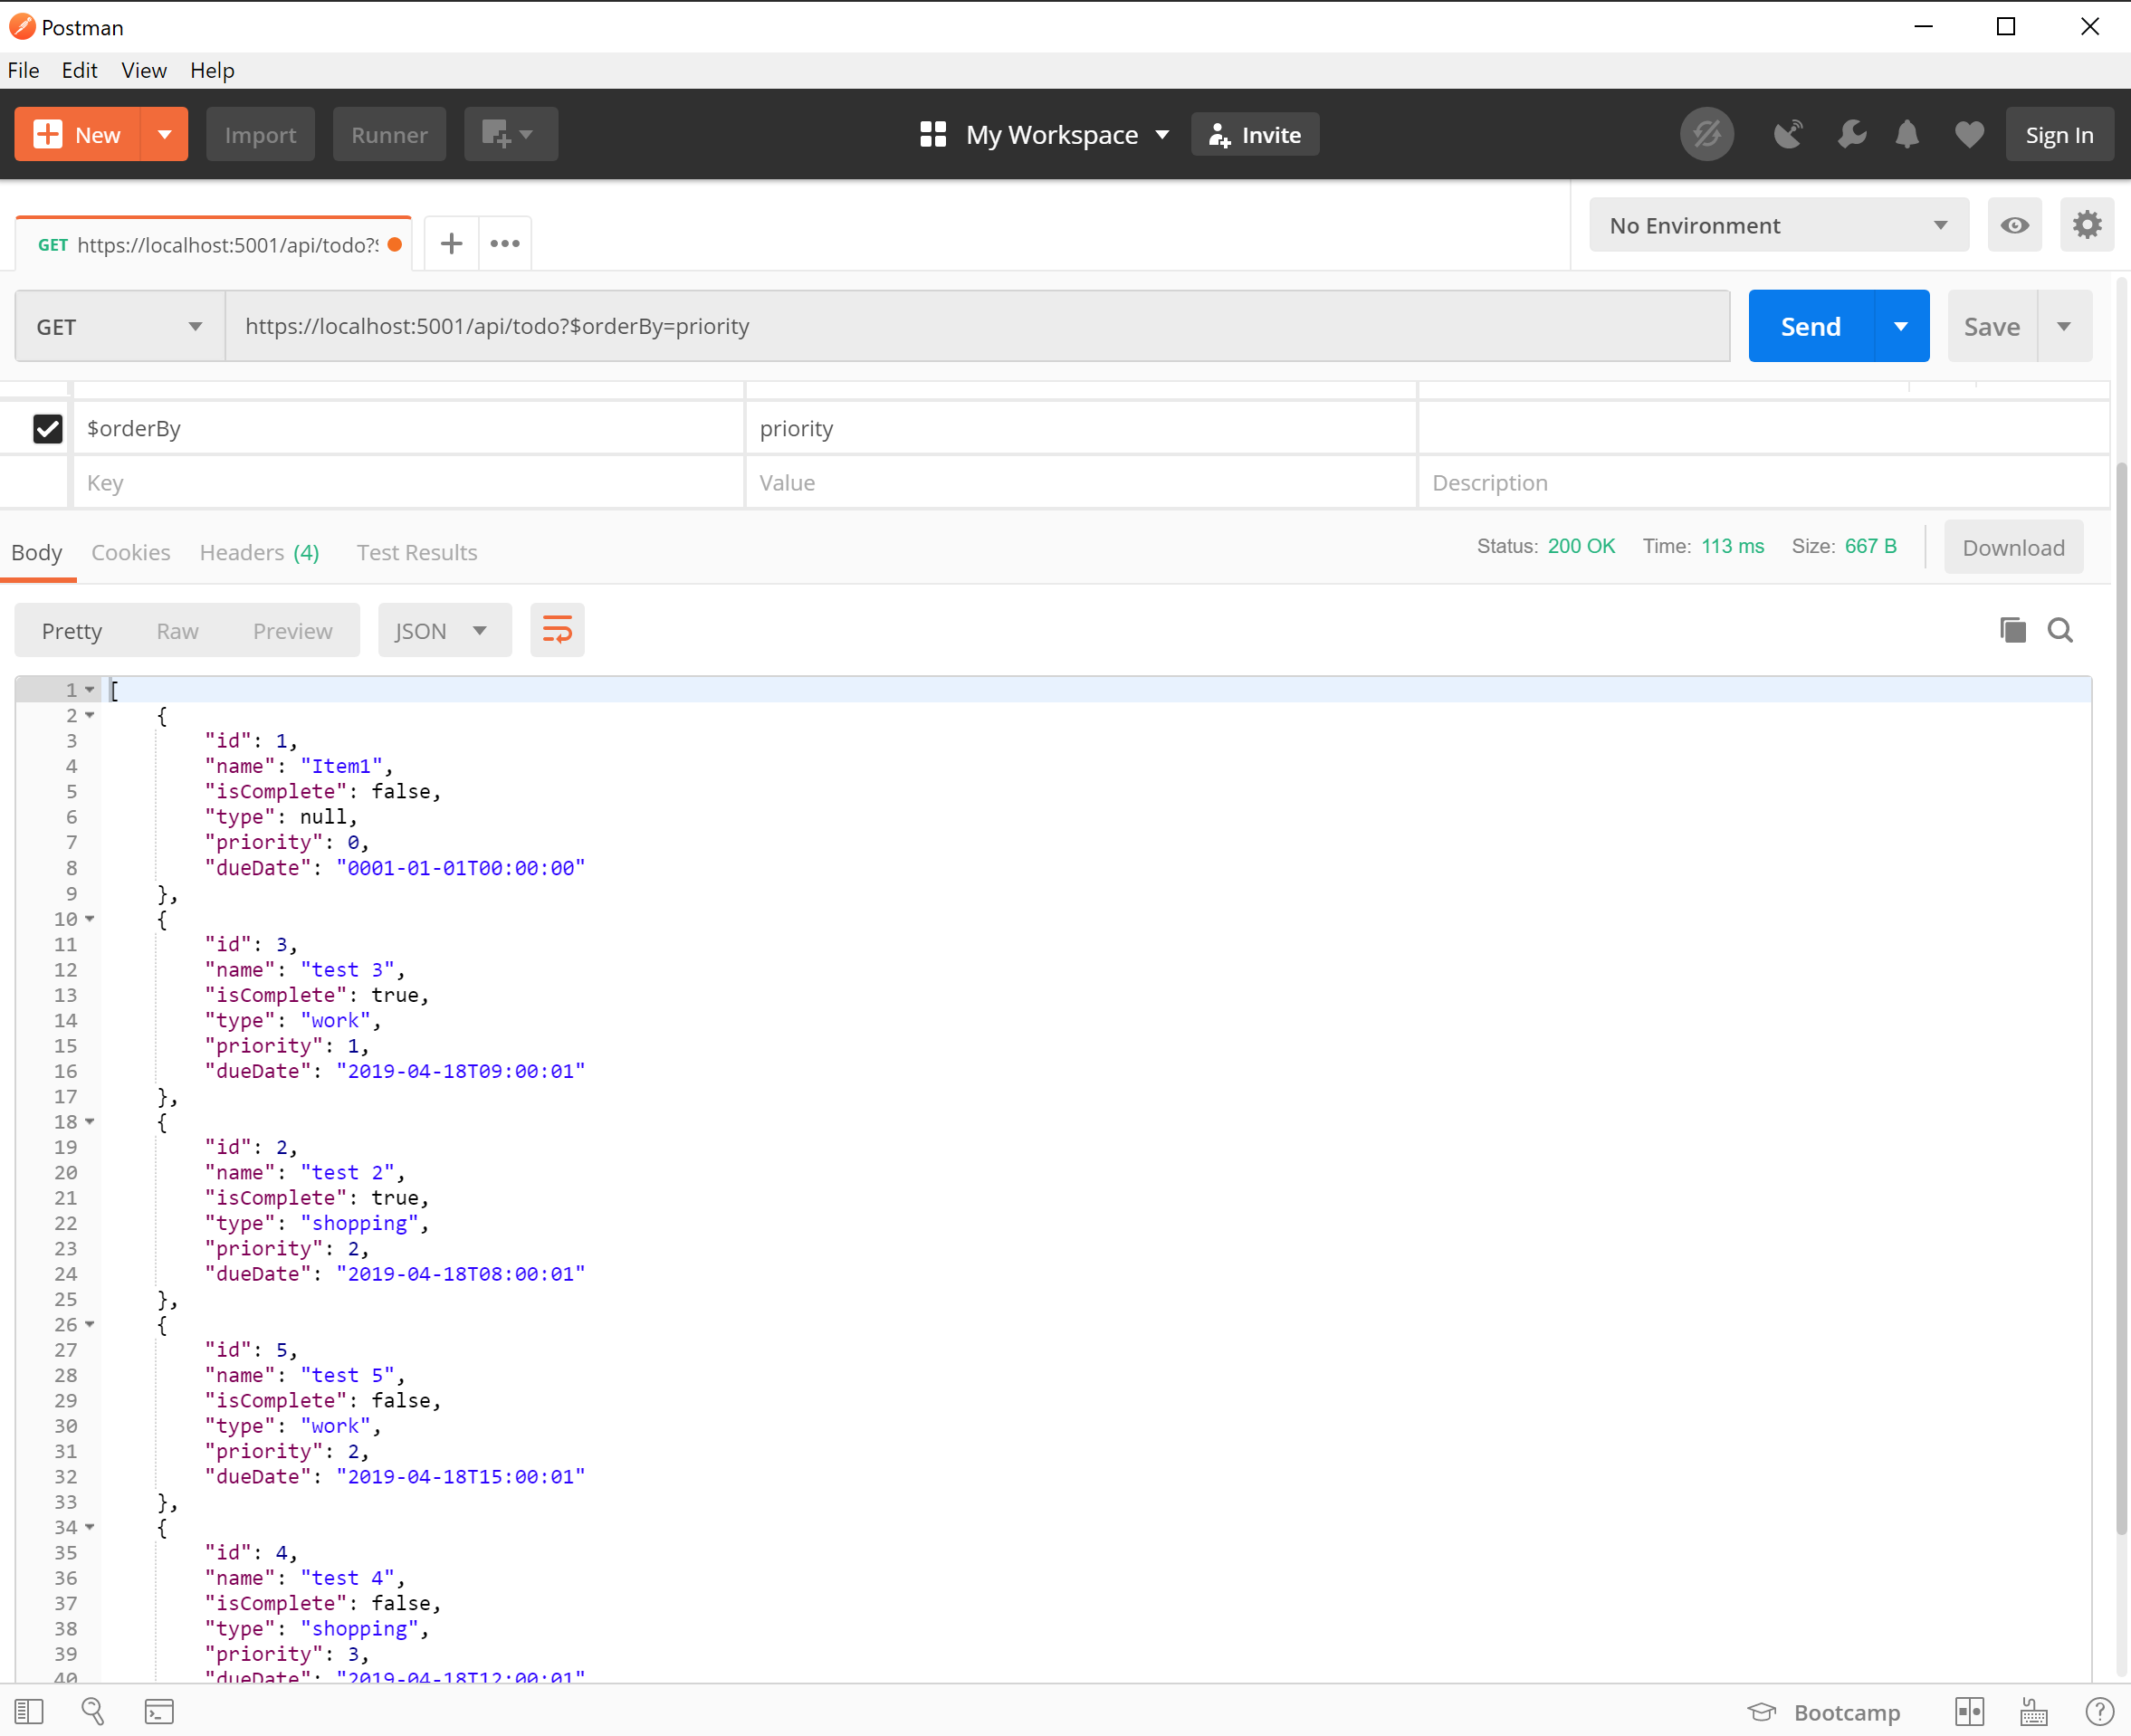 Postman
File Edit View Help
New Import Runner My Workspace Invite Sign In
GET https://localhost:5001/api/todo?$ No Environment
GET https://localhost:5001/api/todo?$orderBy=priority Send Save
$orderBy priority
Key Value Description
Body Cookies Headers (4) Test Results Status: 200 OK Time: 113 ms Size: 667 B Download
Pretty Raw Preview JSON
1 [
2 {
3 "id": 1,
4 "name": "Item1",
5 "isComplete": false,
6 "type": null,
7 "priority": 0,
8 "dueDate": "0001-01-01T00:00:00"
9 },
10 {
11 "id": 3,
12 "name": "test 3",
13 "isComplete": true,
14 "type": "work",
15 "priority": 1,
16 "dueDate": "2019-04-18T09:00:01"
17 },
18 {
19 "id": 2,
20 "name": "test 2",
21 "isComplete": true,
22 "type": "shopping",
23 "priority": 2,
24 "dueDate": "2019-04-18T08:00:01"
25 },
26 {
27 "id": 5,
28 "name": "test 5",
29 "isComplete": false,
30 "type": "work",
31 "priority": 2,
32 "dueDate": "2019-04-18T15:00:01"
33 },
34 {
35 "id": 4,
36 "name": "test 4",
37 "isComplete": false,
38 "type": "shopping",
39 "priority": 3,
40 "dueDate": "2019-04-18T12:00:01"
Bootcamp